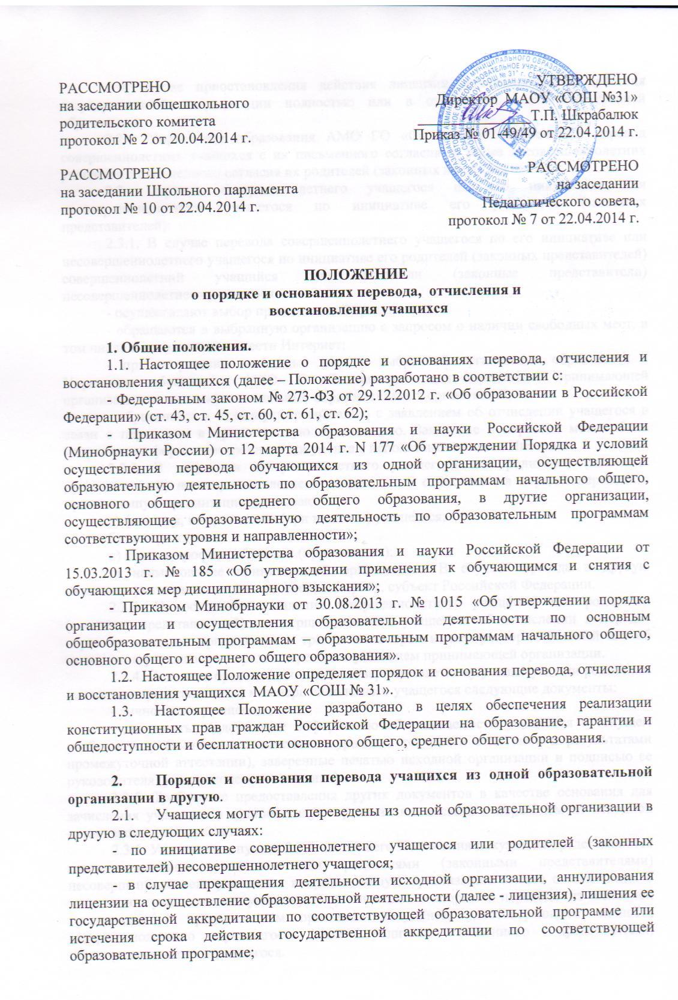 РАССМОТРЕНО
на заседании общешкольного
родительского комитета
протокол № 2 от 20.04.2014 г.
УТВЕРЖДЕНО
Директор МАОУ «СОШ №31»
Т.П. Шкрабалюк
Приказ № 01-49/49 от 22.04.2014 г.
РАССМОТРЕНО
на заседании Школьного парламента
протокол № 10 от 22.04.2014 г.
РАССМОТРЕНО
на заседании
Педагогического совета,
протокол № 7 от 22.04.2014 г.
ПОЛОЖЕНИЕ
о порядке и основаниях перевода, отчисления и
восстановления учащихся
1. Общие положения.
1.1. Настоящее положение о порядке и основаниях перевода, отчисления и
восстановления учащихся (далее – Положение) разработано в соответствии с:
- Федеральным законом № 273-ФЗ от 29.12.2012 г. «Об образовании в Российской
Федерации» (ст. 43, ст. 45, ст. 60, ст. 61, ст. 62);
- Приказом Министерства образования и науки Российской Федерации
(Минобрнауки России) от 12 марта 2014 г. N 177 «Об утверждении Порядка и условий
осуществления перевода обучающихся из одной организации, осуществляющей
образовательную деятельность по образовательным программам начального общего,
основного общего и среднего общего образования, в другие организации,
осуществляющие образовательную деятельность по образовательным программам
соответствующих уровня и направленности»;
- Приказом Министерства образования и науки Российской Федерации от
15.03.2013 г. № 185 «Об утверждении применения к обучающимся и снятия с
обучающихся мер дисциплинарного взыскания»;
- Приказом Минобрнауки от 30.08.2013 г. № 1015 «Об утверждении порядка
организации и осуществления образовательной деятельности по основным
общеобразовательным программам – образовательным программам начального общего,
основного общего и среднего общего образования».
1.2. Настоящее Положение определяет порядок и основания перевода, отчисления
и восстановления учащихся МАОУ «СОШ № 31».
1.3. Настоящее Положение разработано в целях обеспечения реализации
конституционных прав граждан Российской Федерации на образование, гарантии и
общедоступности и бесплатности основного общего, среднего общего образования.
2. Порядок и основания перевода учащихся из одной образовательной
организации в другую.
2.1. Учащиеся могут быть переведены из одной образовательной организации в
другую в следующих случаях:
- по инициативе совершеннолетнего учащегося или родителей (законных
представителей) несовершеннолетнего учащегося;
- в случае прекращения деятельности исходной организации, аннулирования
лицензии на осуществление образовательной деятельности (далее - лицензия), лишения ее
государственной аккредитации по соответствующей образовательной программе или
истечения срока действия государственной аккредитации по соответствующей
образовательной программе;